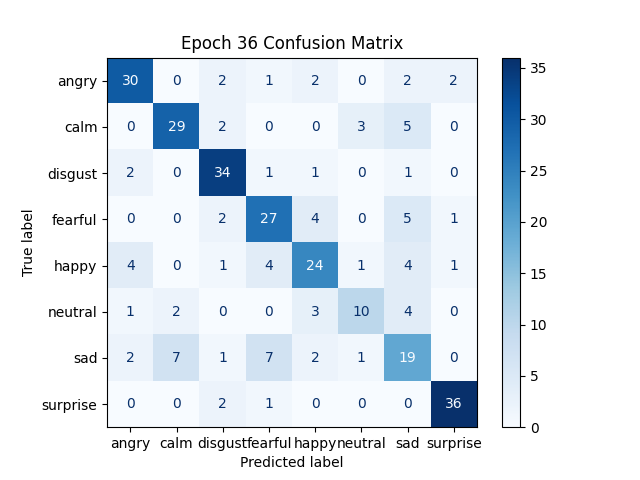 Epoch 36 Confusion Matrix
angry 30 0 2 1 2 0 2 2
calm 0 29 2 0 0 3 5 0
disgust 2 0 34 1 1 0 1 0
fearful 0 0 2 27 4 0 5 1
happy 4 0 1 4 24 1 4 1
neutral 1 2 0 0 3 10 4 0
sad 2 7 1 7 2 1 19 0
surprise 0 0 2 1 0 0 0 36
angry calm disgust fearful happy neutral sad surprise
Predicted label
True label
35
30
25
20
15
10
5
0